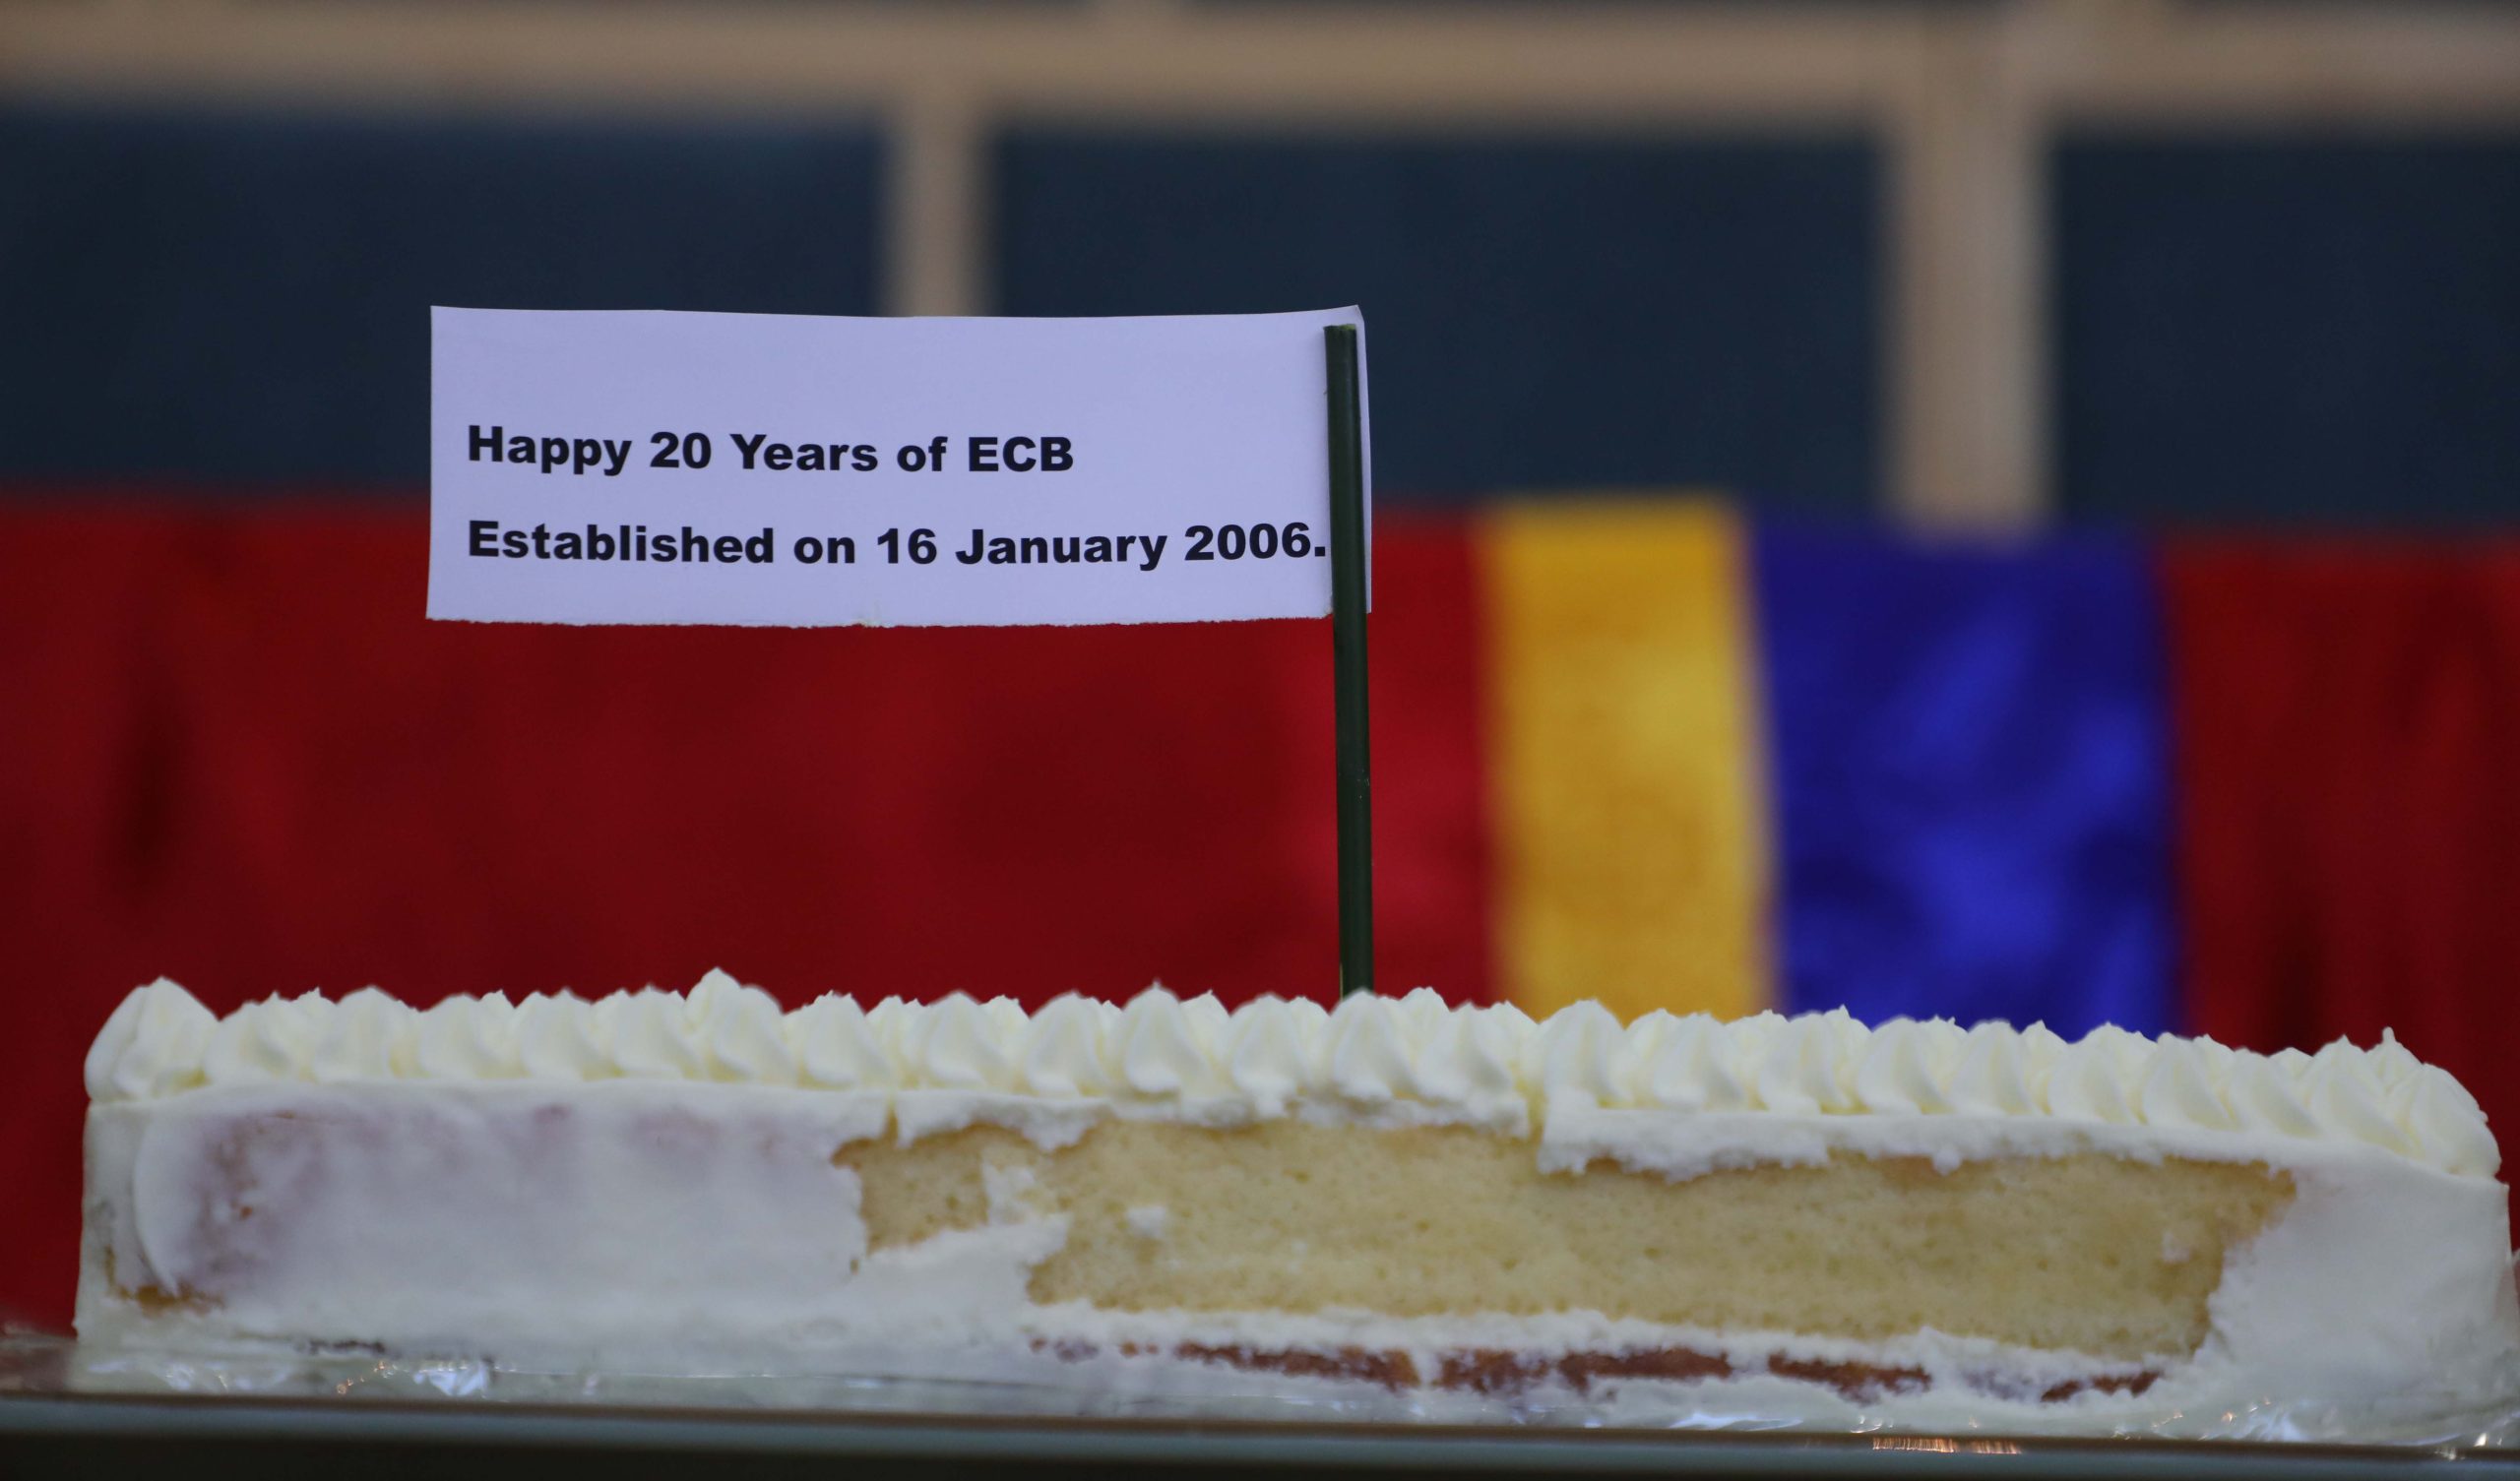 Happy 20 Years of ECB
Established on 16 January 2006.